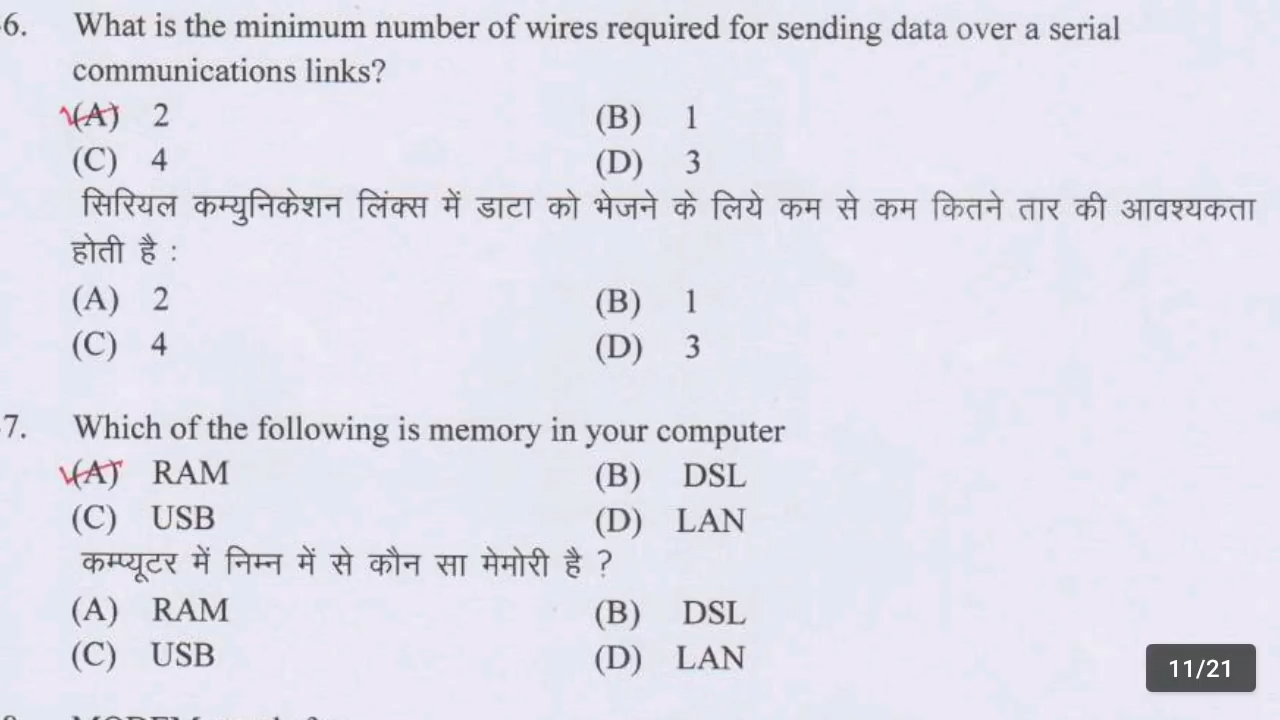 6. What is the minimum number of wires required for sending data over a serial
communications links?
(A) 2 (B) 1
(C) 4 (D) 3
सिरियल कम्युनिकेशन लिंक्स में डाटा को भेजने के लिये कम से कम कितने तार की आवश्यकता
होती है :
(A) 2 (B) 1
(C) 4 (D) 3
7. Which of the following is memory in your computer
(A) RAM (B) DSL
(C) USB (D) LAN
कम्प्यूटर में निम्न में से कौन सा मेमोरी है ?
(A) RAM (B) DSL
(C) USB (D) LAN
11/21